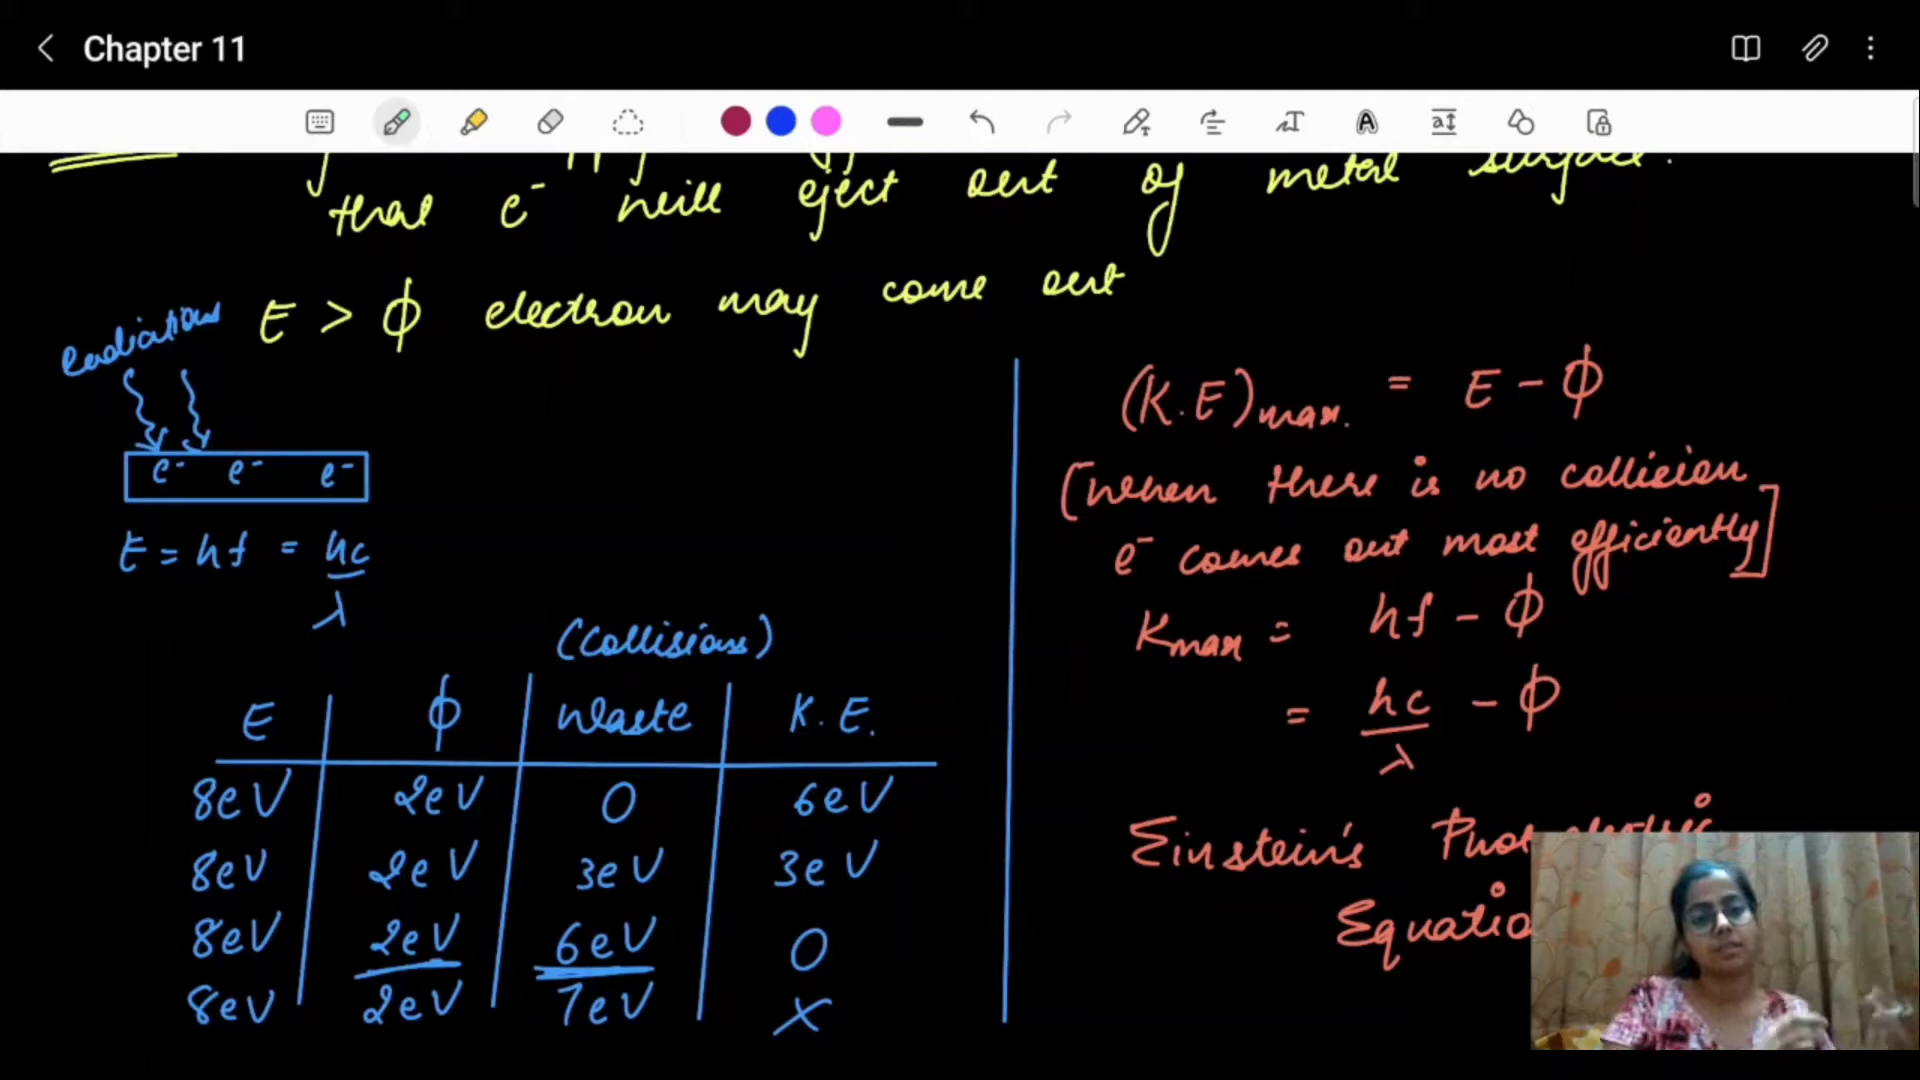 Chapter 11
that e⁻ will eject out of metal surface.
E > ϕ electron may come out
Radiations
e⁻ e⁻ e⁻
E = hf = hc/λ
(Collisions)
E | ϕ | Waste | K.E.
8eV | 2eV | 0 | 6eV
8eV | 2eV | 3eV | 3eV
8eV | 2eV | 6eV | 0
8eV | 2eV | 7eV | ×
(K.E)max. = E - ϕ
[When there is no collision
e⁻ comes out most efficiently]
Kmax = hf - ϕ
= hc/λ - ϕ
Einstein's